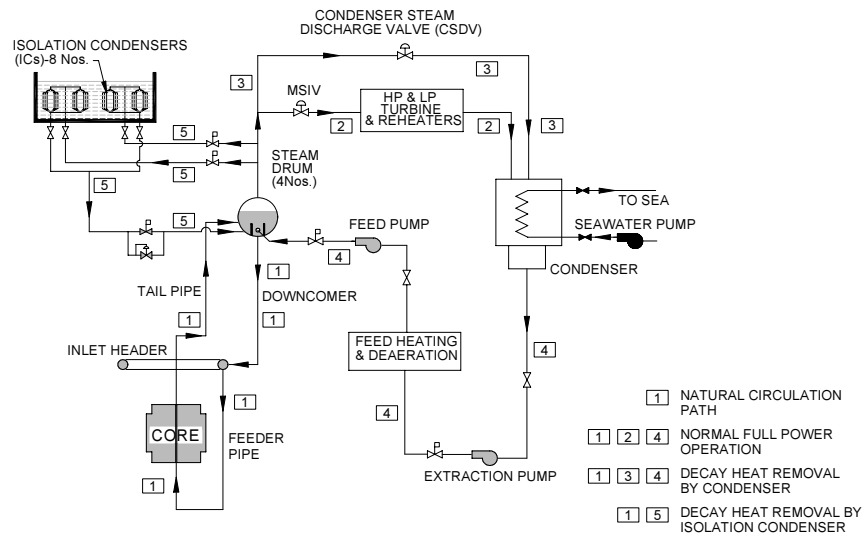 CONDENSER STEAM
DISCHARGE VALVE (CSDV)
ISOLATION CONDENSERS
(ICs)-8 Nos.
3
3
MSIV
HP & LP
TURBINE
& REHEATERS
2
2
3
5
5
STEAM
DRUM
(4Nos.)
5
5
TO SEA
SEAWATER PUMP
FEED PUMP
4
CONDENSER
1
TAIL PIPE
DOWNCOMER
1
1
INLET HEADER
FEED HEATING
& DEAERATION
4
1
4
CORE
FEEDER
PIPE
1
EXTRACTION PUMP
1 NATURAL CIRCULATION
PATH
1 2 4 NORMAL FULL POWER
OPERATION
1 3 4 DECAY HEAT REMOVAL
BY CONDENSER
1 5 DECAY HEAT REMOVAL BY
ISOLATION CONDENSER